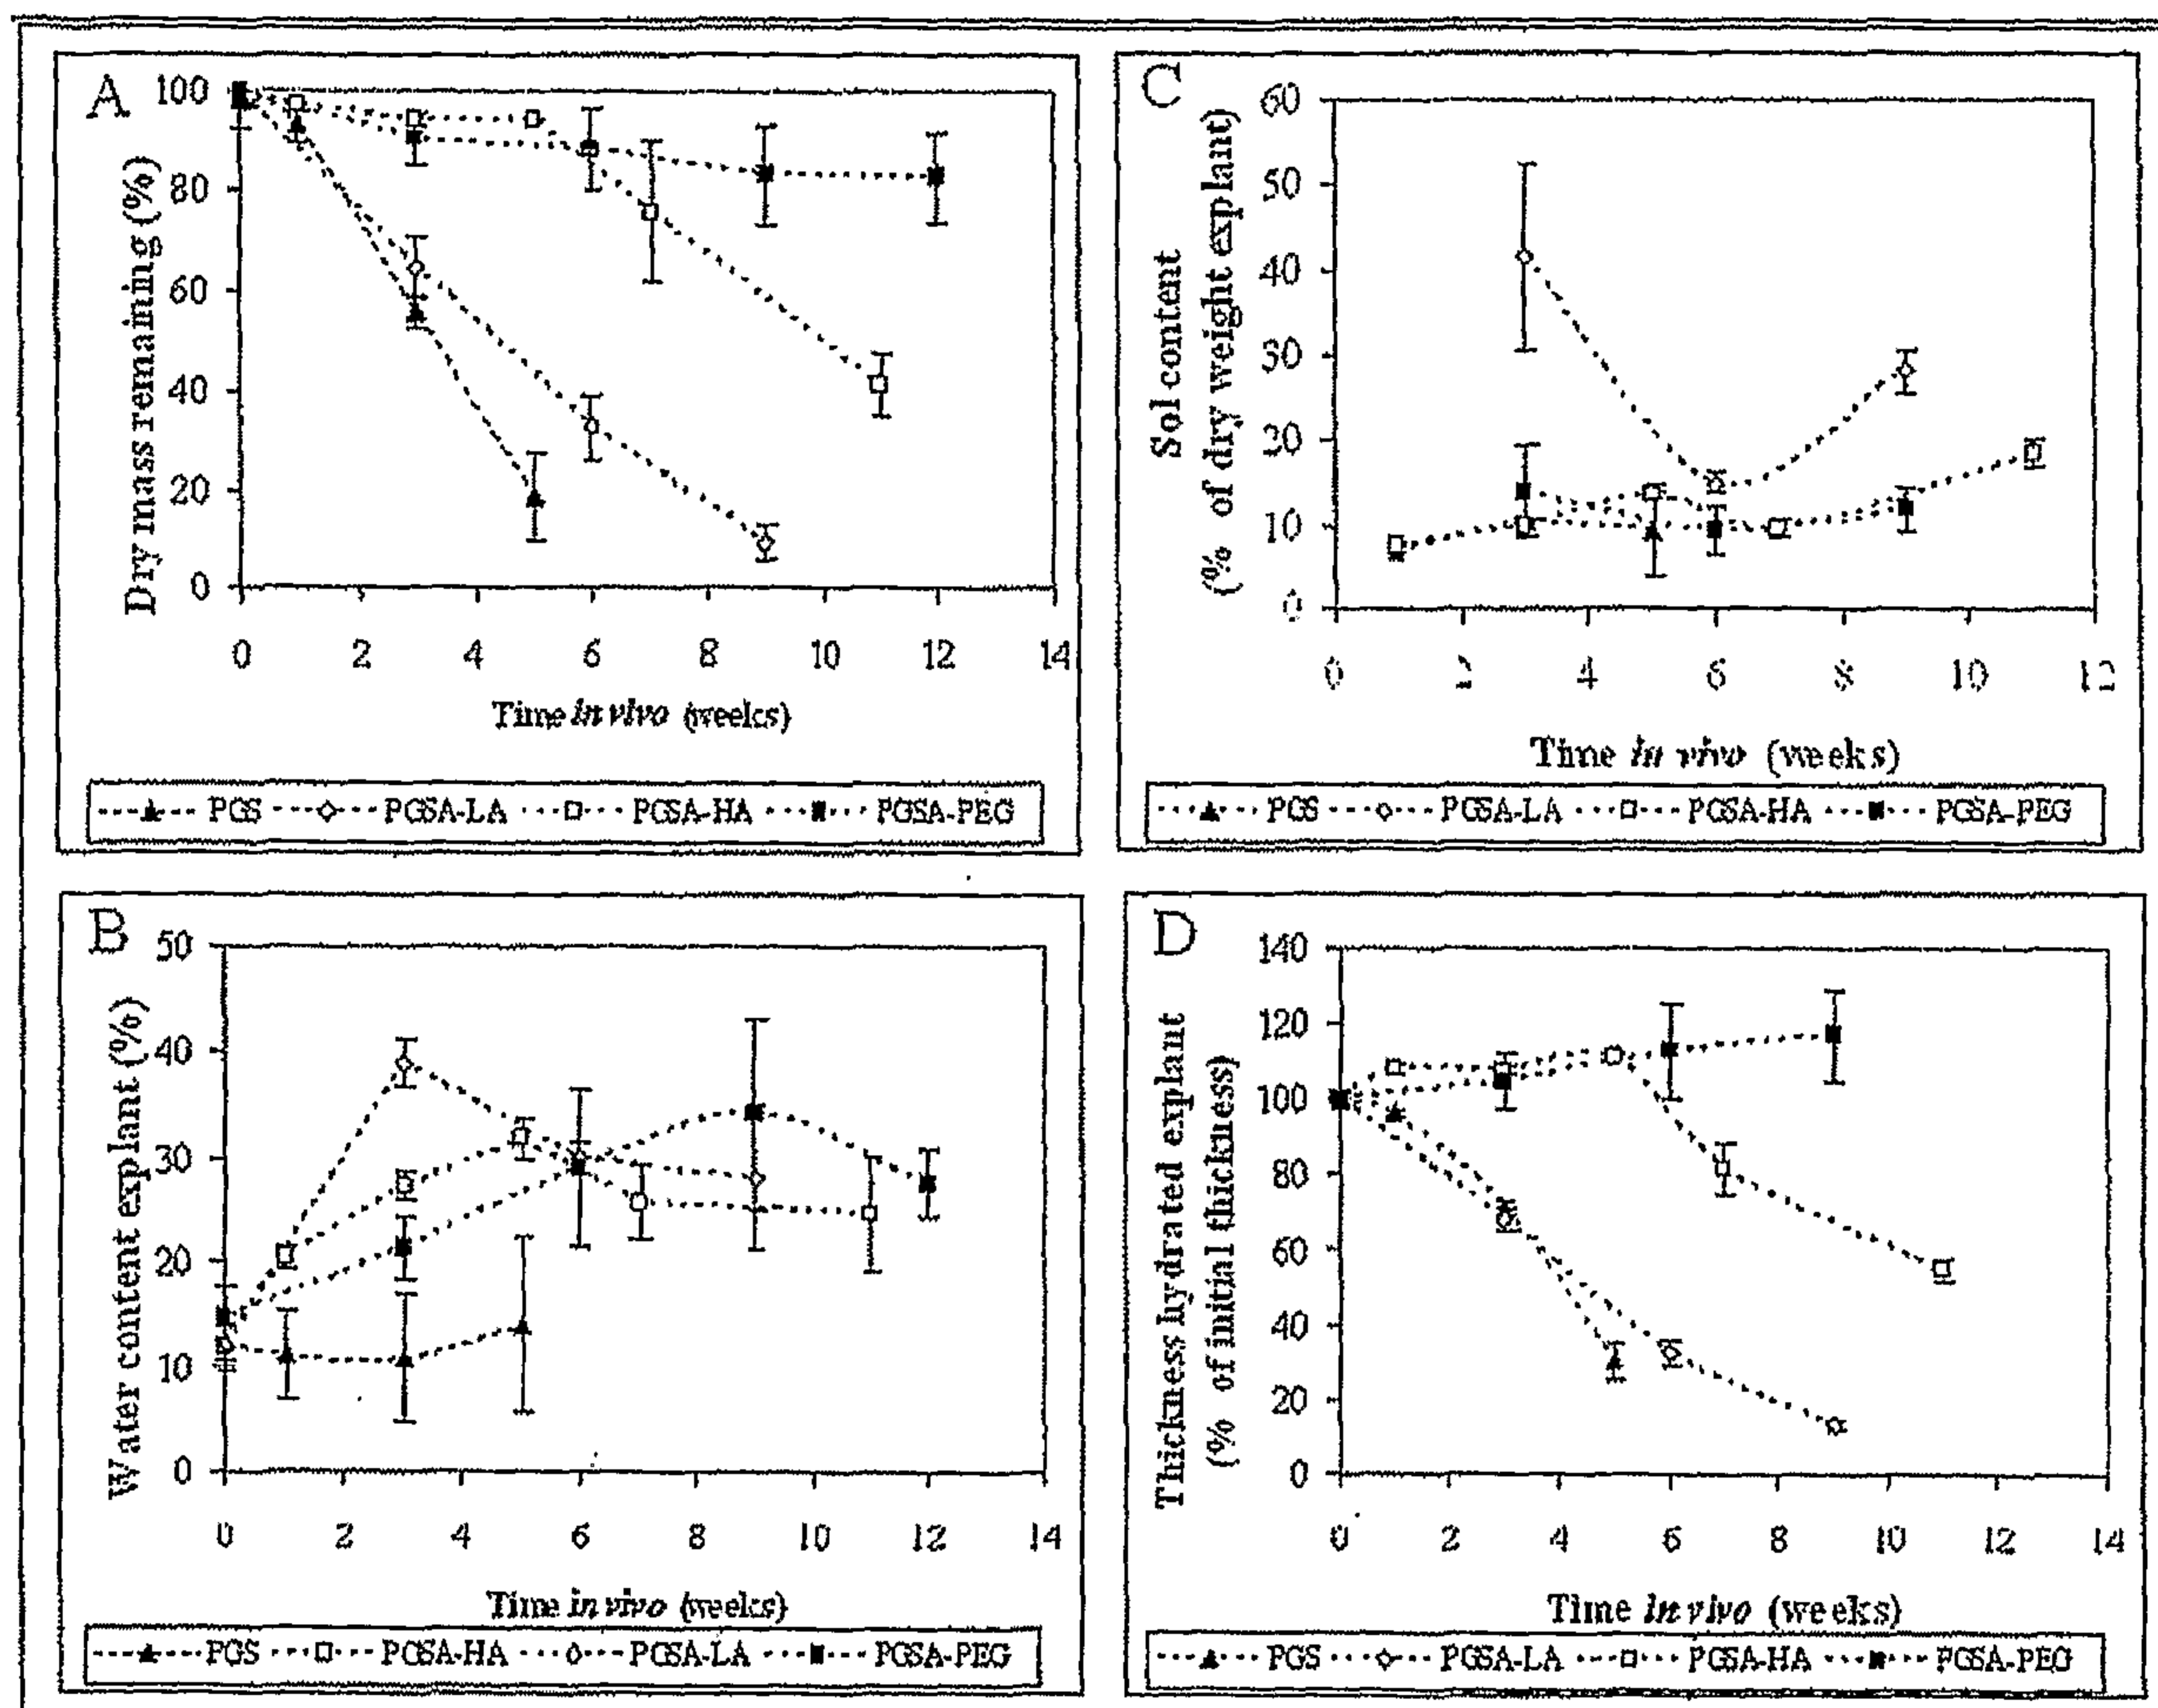 A
100
80
60
40
20
0
Dry mass remaining (%)
0 2 4 6 8 10 12 14
Time in vivo (weeks)
PGS PGSA-LA PGSA-HA PGSA-PEG
C
60
50
40
30
20
10
0
Sol content
(% of dry weight explant)
0 2 4 6 8 10 12
Time in vivo (weeks)
PGS PGSA-LA PGSA-HA PGSA-PEG
B
50
40
30
20
10
0
Water content explant (%)
0 2 4 6 8 10 12 14
Time in vivo (weeks)
PGS PGSA-HA PGSA-LA PGSA-PEG
D
140
120
100
80
60
40
20
0
Thickness hydrated explant
(% of initial thickness)
0 2 4 6 8 10 12 14
Time in vivo (weeks)
PGS PGSA-LA PGSA-HA PGSA-PEG